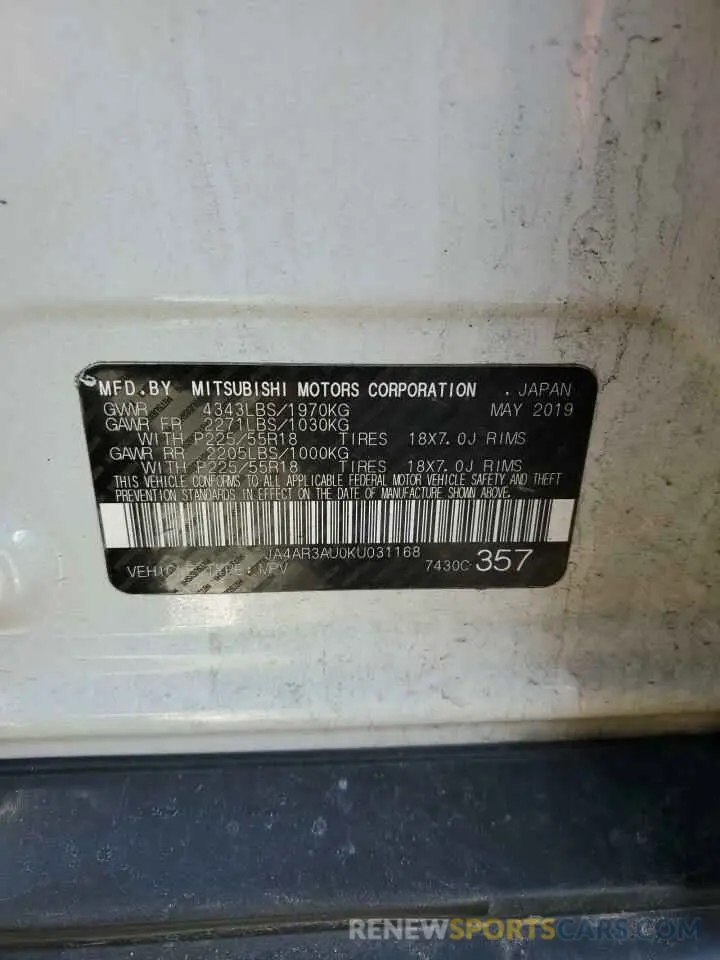 MFD.BY MITSUBISHI MOTORS CORPORATION . JAPAN
GVWR 4343LBS/1970KG MAY 2019
GAWR FR 2271LBS/1030KG
WITH P225/55R18 TIRES 18X7.0J RIMS
GAWR RR 2205LBS/1000KG
WITH P225/55R18 TIRES 18X7.0J RIMS
THIS VEHICLE CONFORMS TO ALL APPLICABLE FEDERAL MOTOR VEHICLE SAFETY AND THEFT
PREVENTION STANDARDS IN EFFECT ON THE DATE OF MANUFACTURE SHOWN ABOVE.
JA4AR3AU0KU031168
VEHICLE TYPE: MPV 7430C 357
RENEWSPORTSCARS.COM